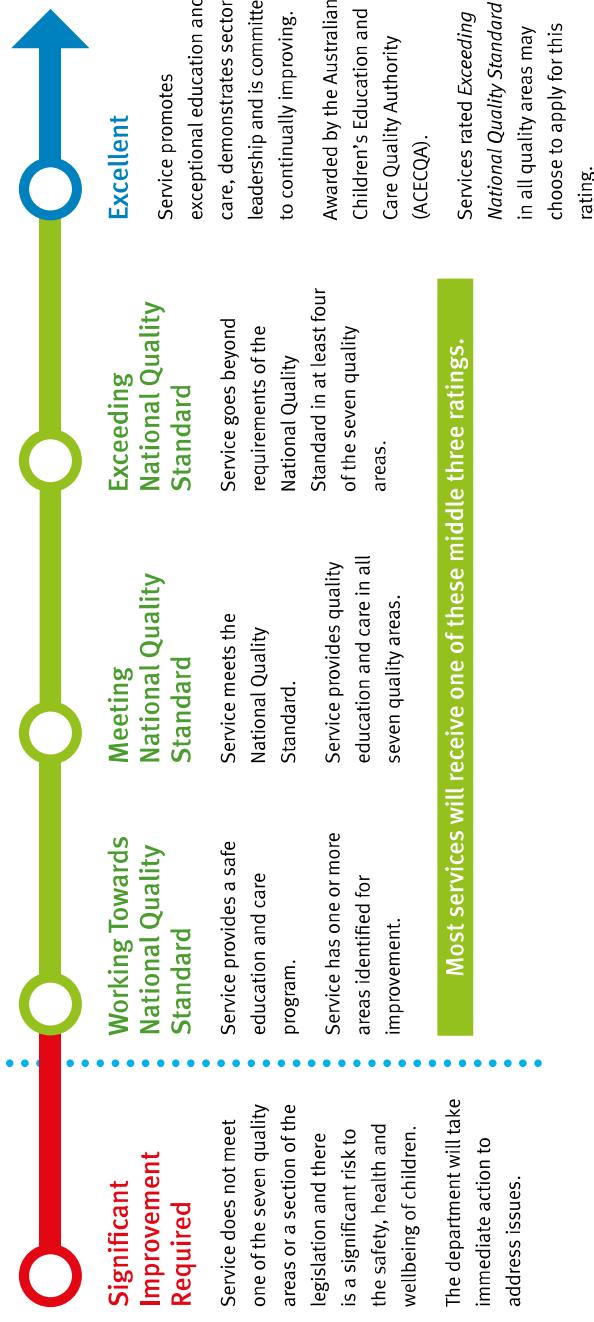 Significant
Improvement
Required
Service does not meet
one of the seven quality
areas or a section of the
legislation and there
is a significant risk to
the safety, health and
wellbeing of children.
The department will take
immediate action to
address issues.
Working Towards
National Quality
Standard
Service provides a safe
education and care
program.
Service has one or more
areas identified for
improvement.
Meeting
National Quality
Standard
Service meets the
National Quality
Standard.
Service provides quality
education and care in all
seven quality areas.
Exceeding
National Quality
Standard
Service goes beyond
requirements of the
National Quality
Standard in at least four
of the seven quality
areas.
Most services will receive one of these middle three ratings.
Excellent
Service promotes
exceptional education and
care, demonstrates sector
leadership and is committe
to continually improving.
Awarded by the Australian
Children's Education and
Care Quality Authority
(ACECQA).
Services rated Exceeding
National Quality Standard
in all quality areas may
choose to apply for this
rating.